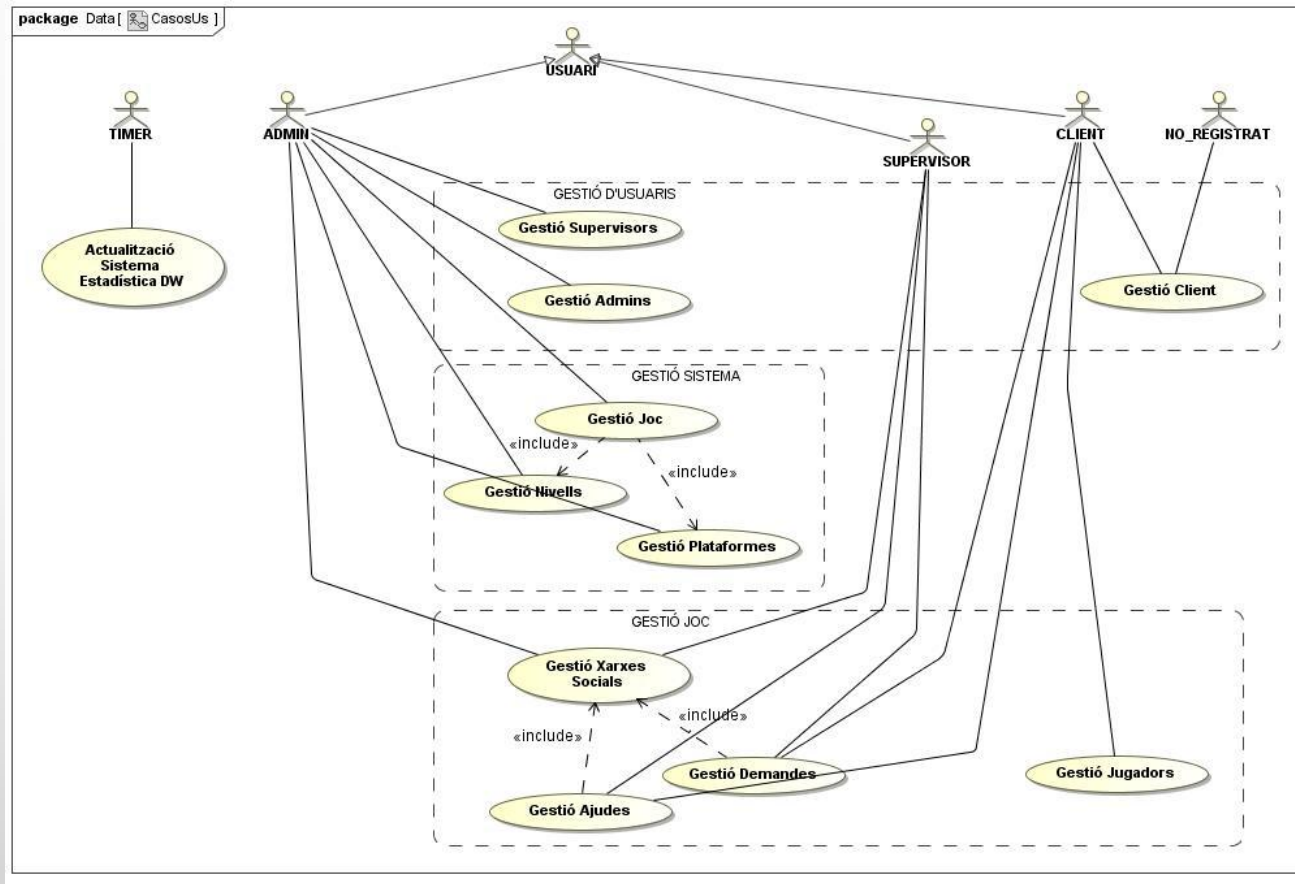 package Data [ CasosUs ]
USUARI
TIMER
ADMIN
SUPERVISOR
CLIENT
NO_REGISTRAT
GESTIÓ D'USUARIS
Gestió Supervisors
Actualització
Sistema
Estadística DW
Gestió Admins
Gestió Client
GESTIÓ SISTEMA
Gestió Joc
«include»
«include»
Gestió Nivells
Gestió Plataformes
GESTIÓ JOC
Gestió Xarxes
Socials
«include»
«include»
Gestió Demandes
Gestió Jugadors
Gestió Ajudes